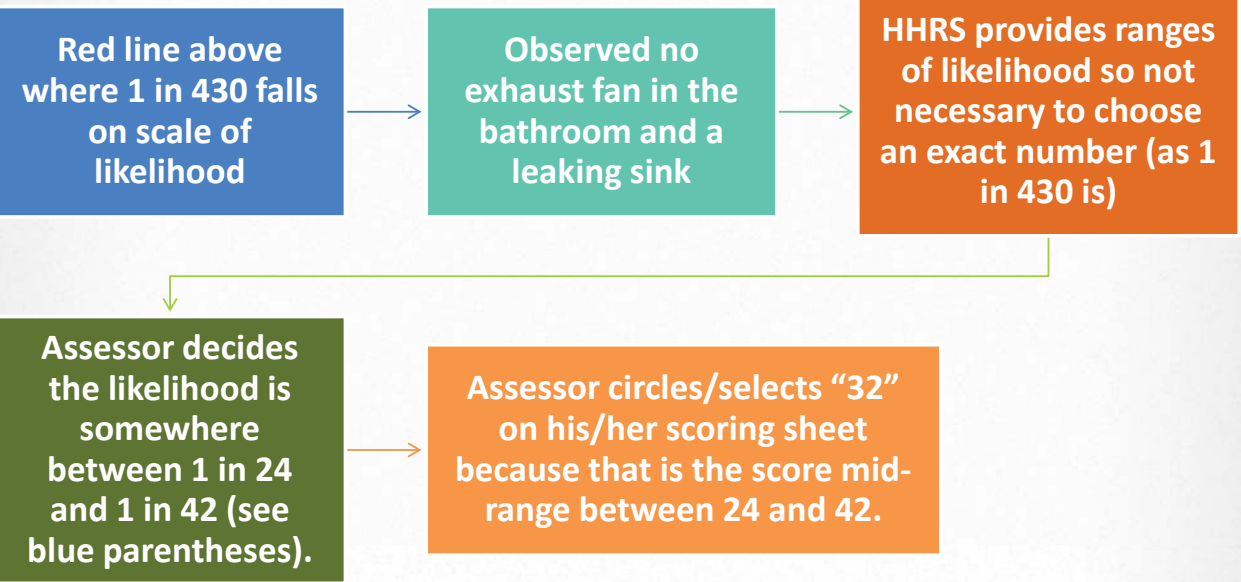 Red line above
where 1 in 430 falls
on scale of
likelihood
Observed no
exhaust fan in the
bathroom and a
leaking sink
HHRS provides ranges
of likelihood so not
necessary to choose
an exact number (as 1
in 430 is)
Assessor decides
the likelihood is
somewhere
between 1 in 24
and 1 in 42 (see
blue parentheses).
Assessor circles/selects “32”
on his/her scoring sheet
because that is the score mid-
range between 24 and 42.